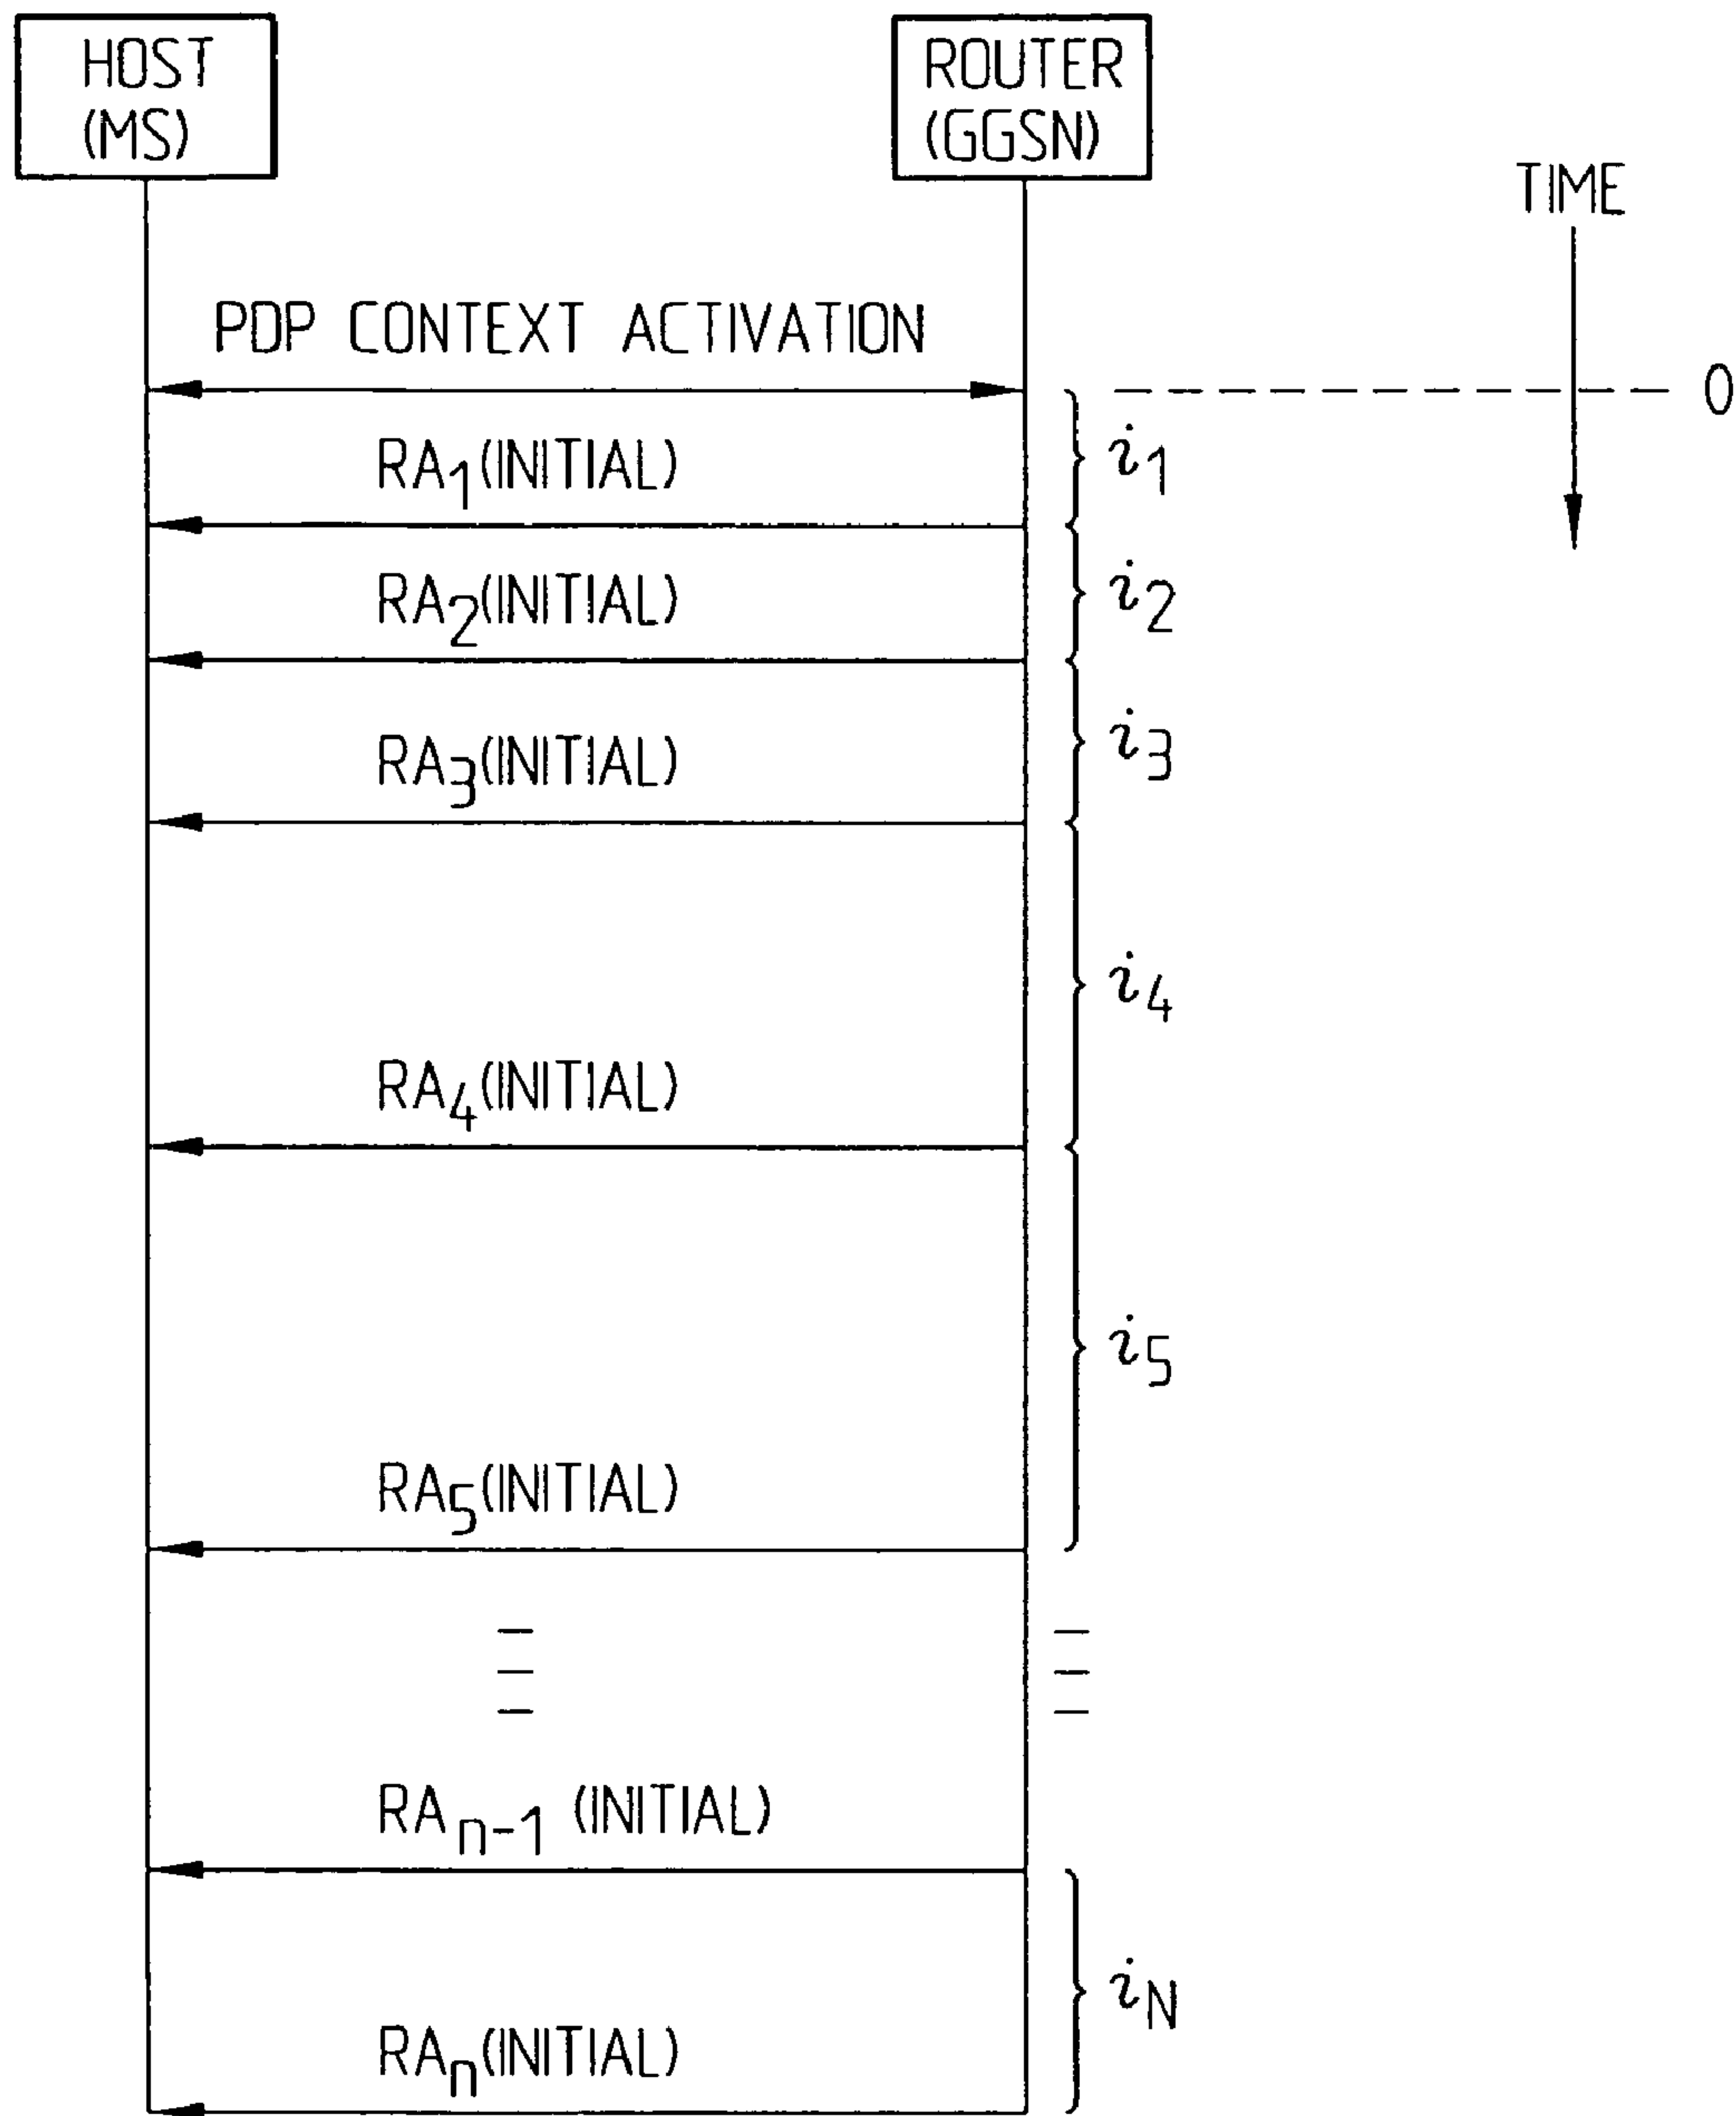 HOST
(MS)
ROUTER
(GGSN)
TIME
PDP CONTEXT ACTIVATION
0
RA1(INITIAL)
i1
RA2(INITIAL)
i2
RA3(INITIAL)
i3
i4
RA4(INITIAL)
i5
RA5(INITIAL)
RAn-1 (INITIAL)
iN
RAn(INITIAL)